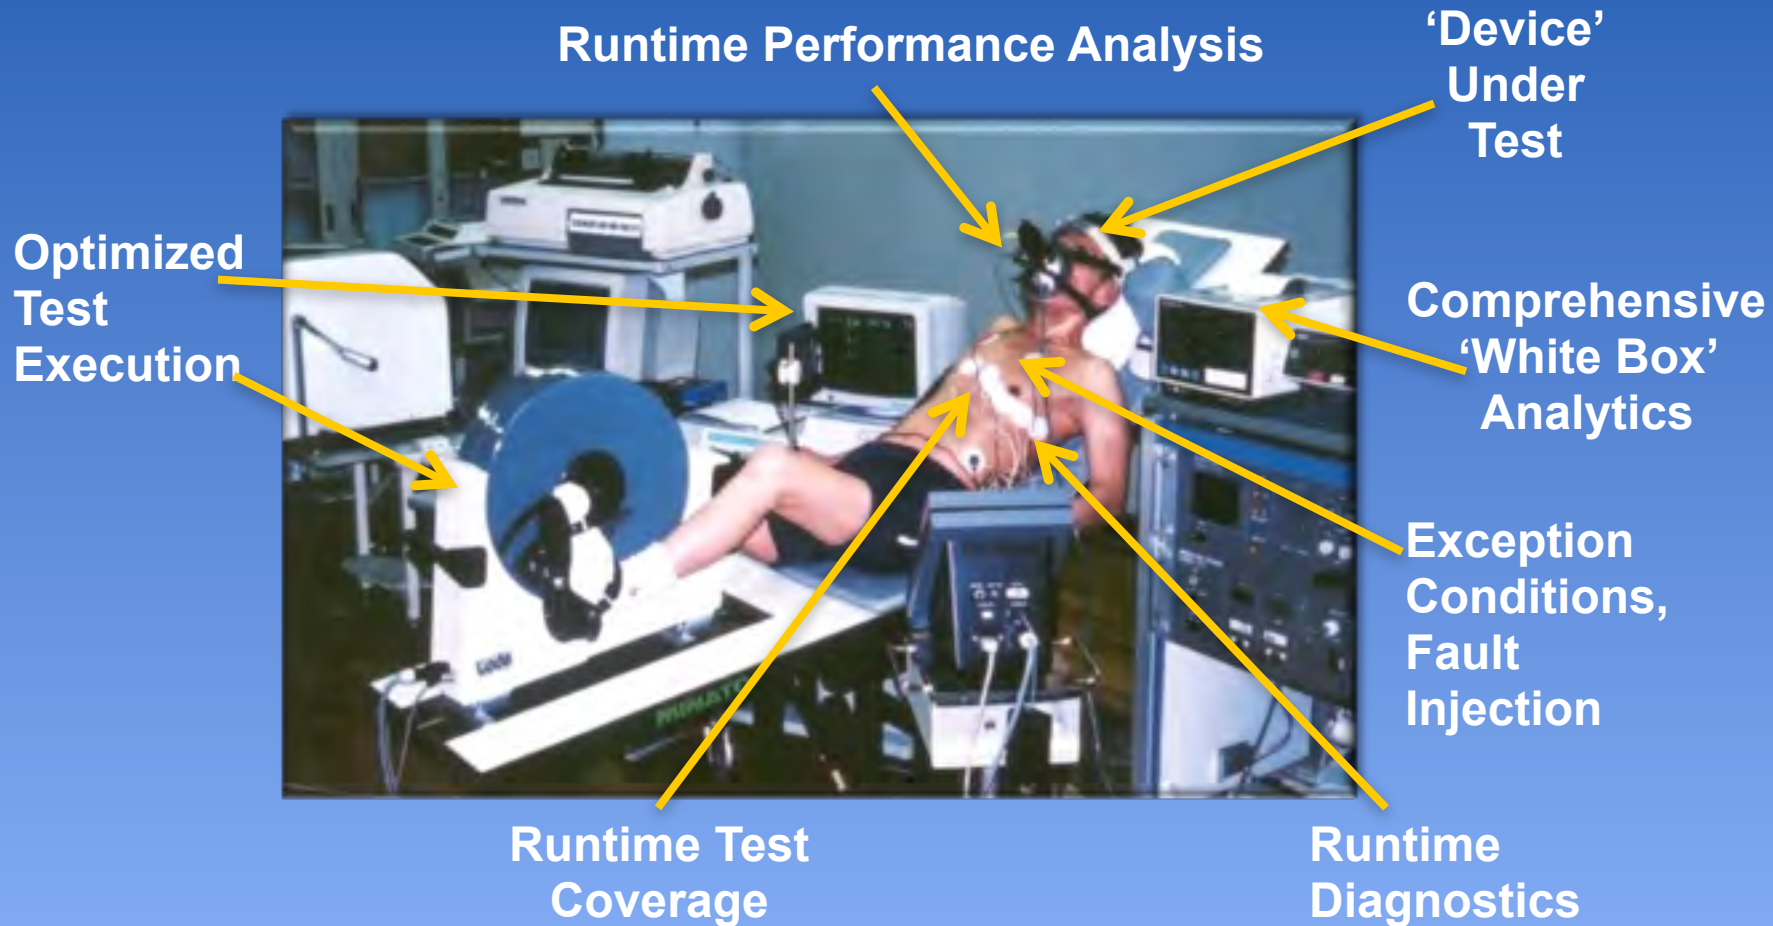 Runtime Performance Analysis
‘Device’
Under
Test
Optimized
Test
Execution
Comprehensive
‘White Box’
Analytics
Exception
Conditions,
Fault
Injection
Runtime Test
Coverage
Runtime
Diagnostics
MINATO